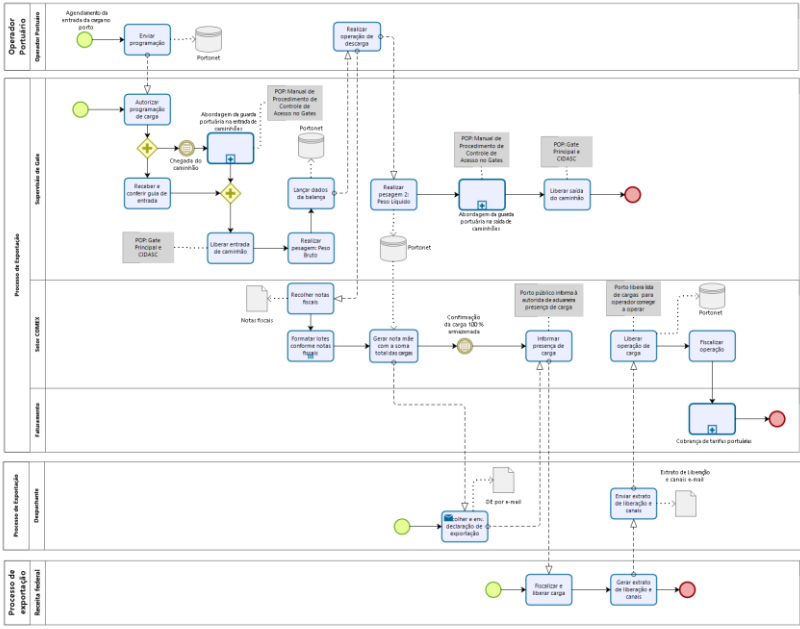 Operador
Portuário
Operador Portuário
Agendamento da
entrada da carga no
porto
Enviar
programação
Portonet
Realizar
operação de
descarga
Processo de Exportação
Supervisão de Gate
Autorizar
programação
de carga
Chegada do
caminhão
Abordagem da guarda
portuária na entrada de
caminhões
POP: Manual de
Procedimento de
Controle de
Acesso no Gates
Receber e
conferir guia de
entrada
POP: Gate
Principal e
CIDASC
Liberar entrada
de caminhão
Realizar
pesagem: Peso
Bruto
Lançar dados
da balança
Portonet
Realizar
pesagem 2:
Peso Líquido
Portonet
POP: Manual de
Procedimento de
Controle de
Acesso no Gates
Abordagem da guarda
portuária na saída de
caminhões
POP: Gate
Principal e
CIDASC
Liberar saída
do caminhão
Setor COMEX
Recolher notas
fiscais
Notas fiscais
Formatar lotes
conforme notas
fiscais
Gerar nota mãe
com a soma
total das cargas
Confirmação
da carga 100 %
armazenada
Porto público informa à
autoridade aduaneira
presença de carga
Informar
presença de
carga
Porto libera lista
de cargas para
operador começar
a operar
Liberar
operação de
carga
Portonet
Fiscalizar
operação
Faturamento
Cobrança de tarifas portuárias
Processo de Exportação
Despachante
DE por e-mail
e env.
declaração de
exportação
Enviar extrato
de liberação e
canais
Extrato de Liberação
e canais e-mail
Processo de
exportação
Receita federal
Fiscalizar e
liberar carga
Gerar extrato
de liberação e
canais